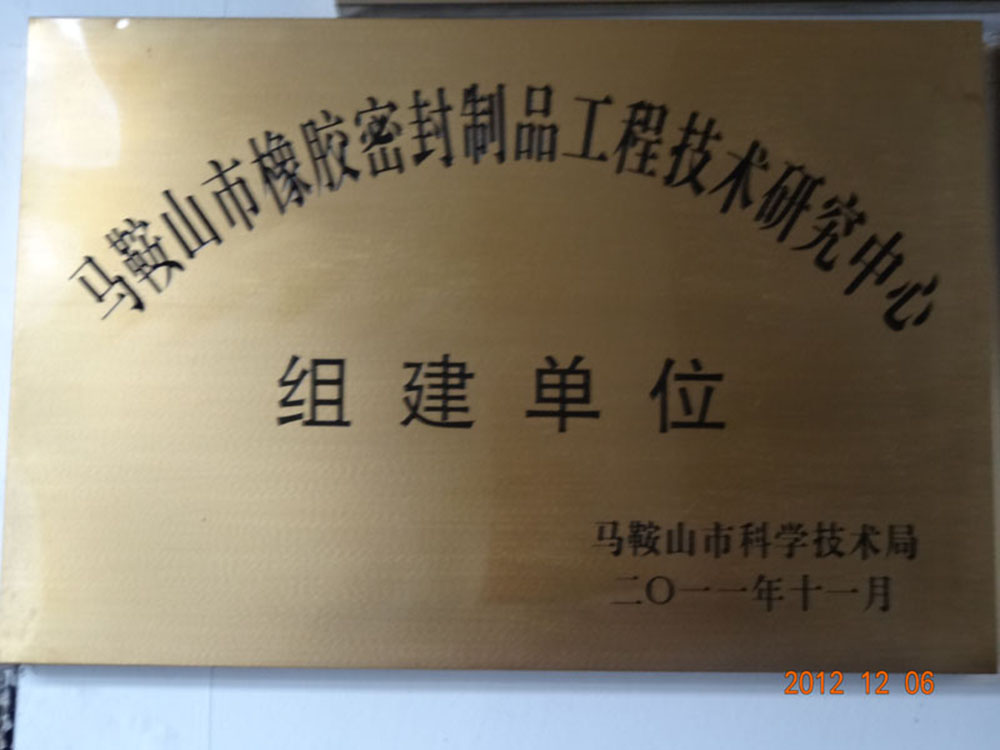 马鞍山市橡胶密封制品工程技术研究中心
组建单位
马鞍山市科学技术局
二〇一一年十一月
2012 12 06